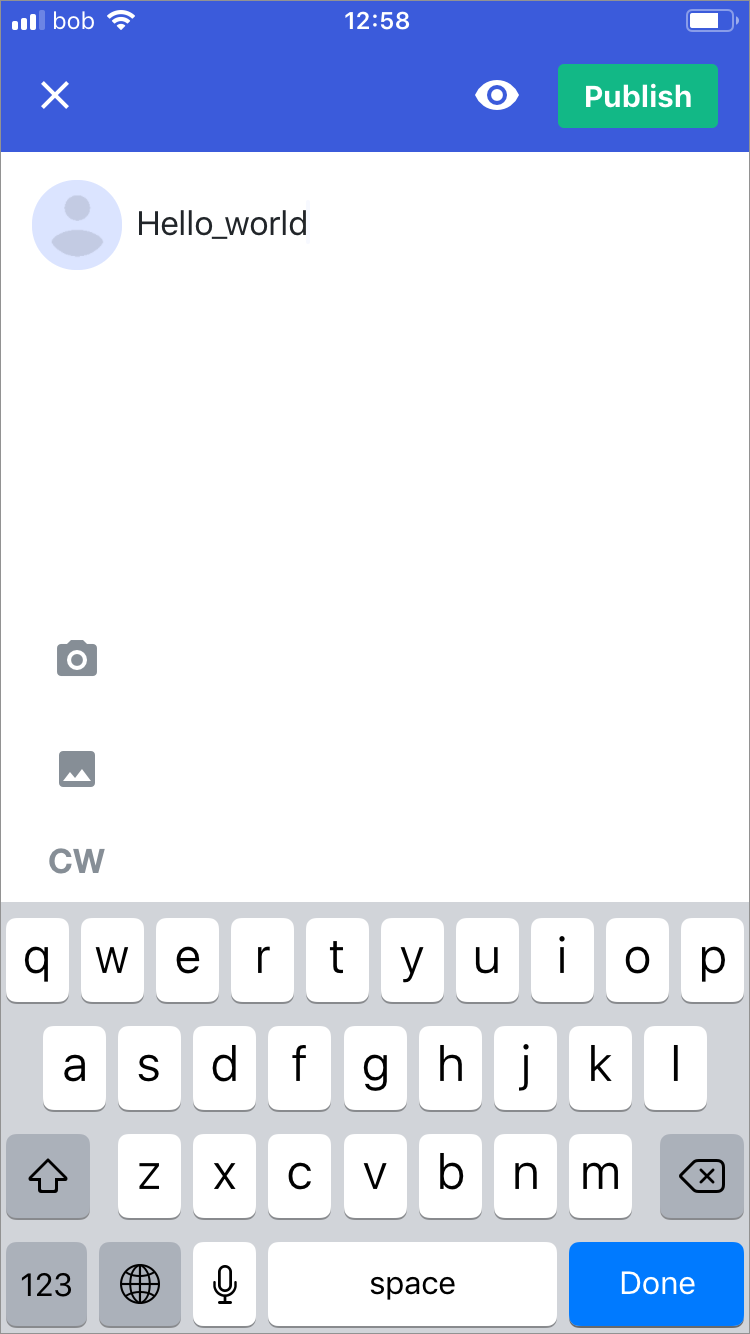 bob 12:58
Publish
Hello_world
CW
q w e r t y u i o p
a s d f g h j k l
z x c v b n m
123 space Done